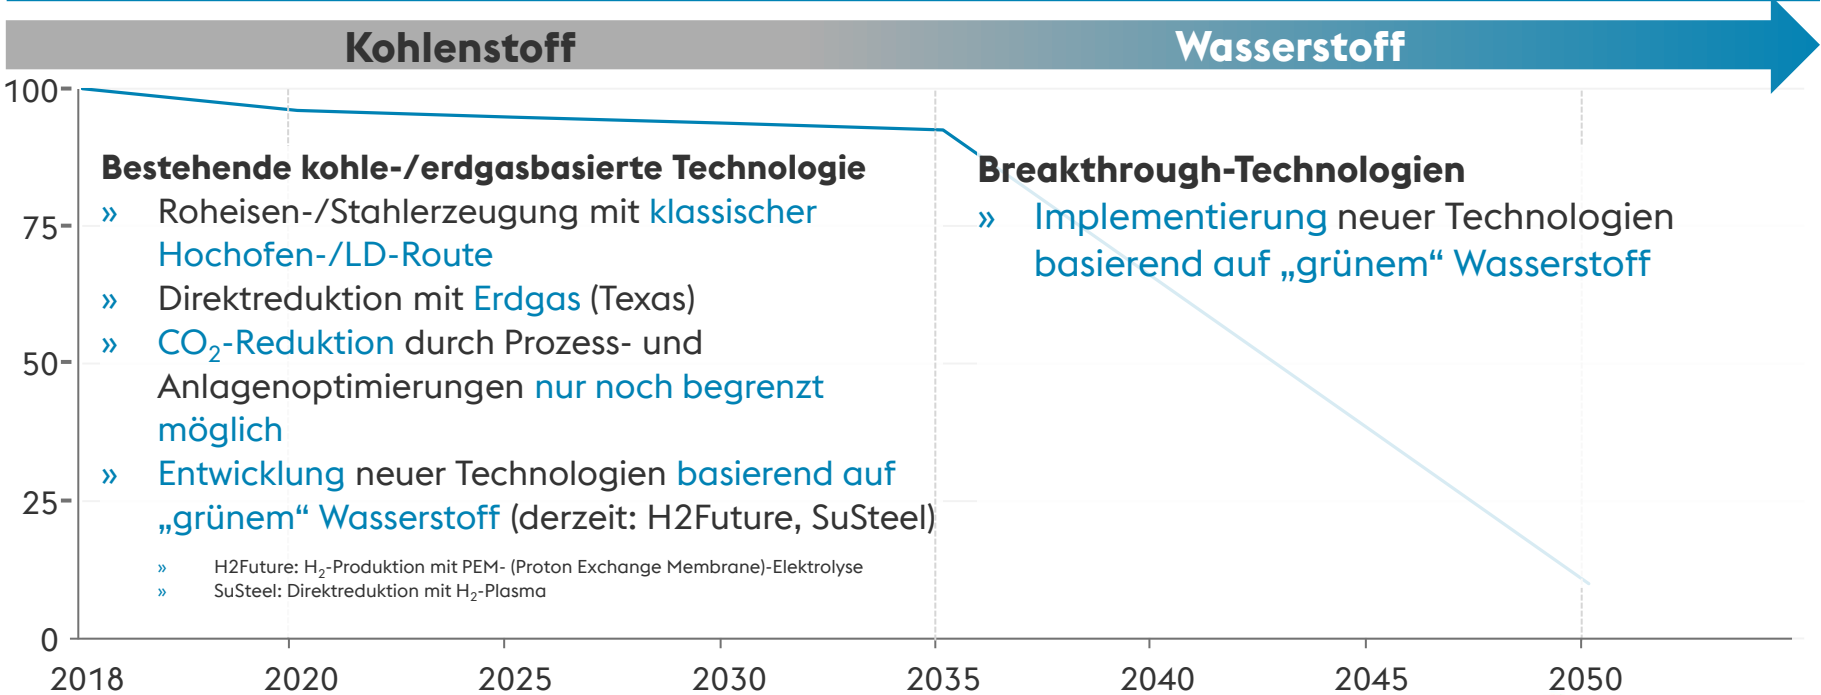 Kohlenstoff
Wasserstoff
100
75
50
25
0
Bestehende kohle-/erdgasbasierte Technologie
» Roheisen-/Stahlerzeugung mit klassischer
Hochofen-/LD-Route
» Direktreduktion mit Erdgas (Texas)
» CO₂-Reduktion durch Prozess- und
Anlagenoptimierungen nur noch begrenzt
möglich
» Entwicklung neuer Technologien basierend auf
„grünem“ Wasserstoff (derzeit: H2Future, SuSteel)
» H2Future: H₂-Produktion mit PEM- (Proton Exchange Membrane)-Elektrolyse
» SuSteel: Direktreduktion mit H₂-Plasma
Breakthrough-Technologien
» Implementierung neuer Technologien
basierend auf „grünem“ Wasserstoff
2018 2020 2025 2030 2035 2040 2045 2050